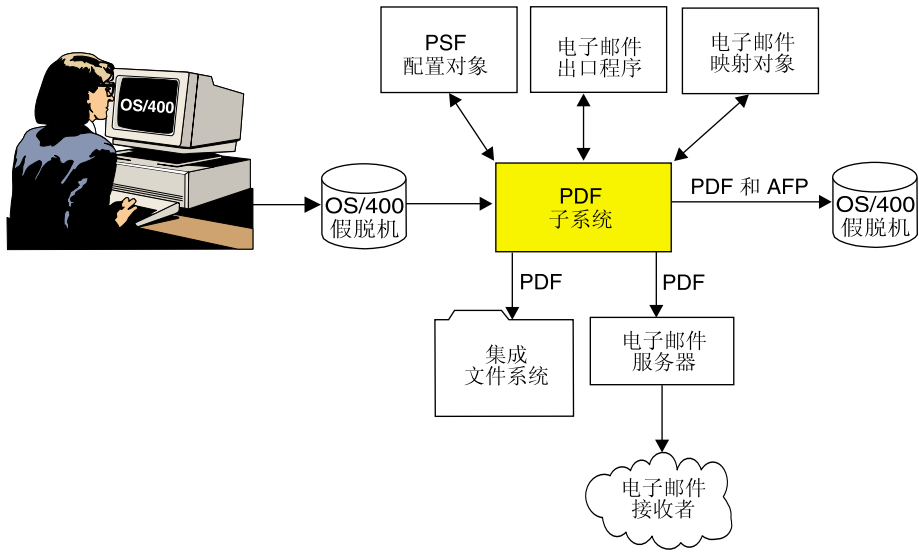 PSF
配置对象
电子邮件
出口程序
电子邮件
映射对象
OS/400
OS/400
假脱机
PDF
子系统
PDF 和 AFP
OS/400
假脱机
PDF
PDF
集成
文件系统
电子邮件
服务器
电子邮件
接收者